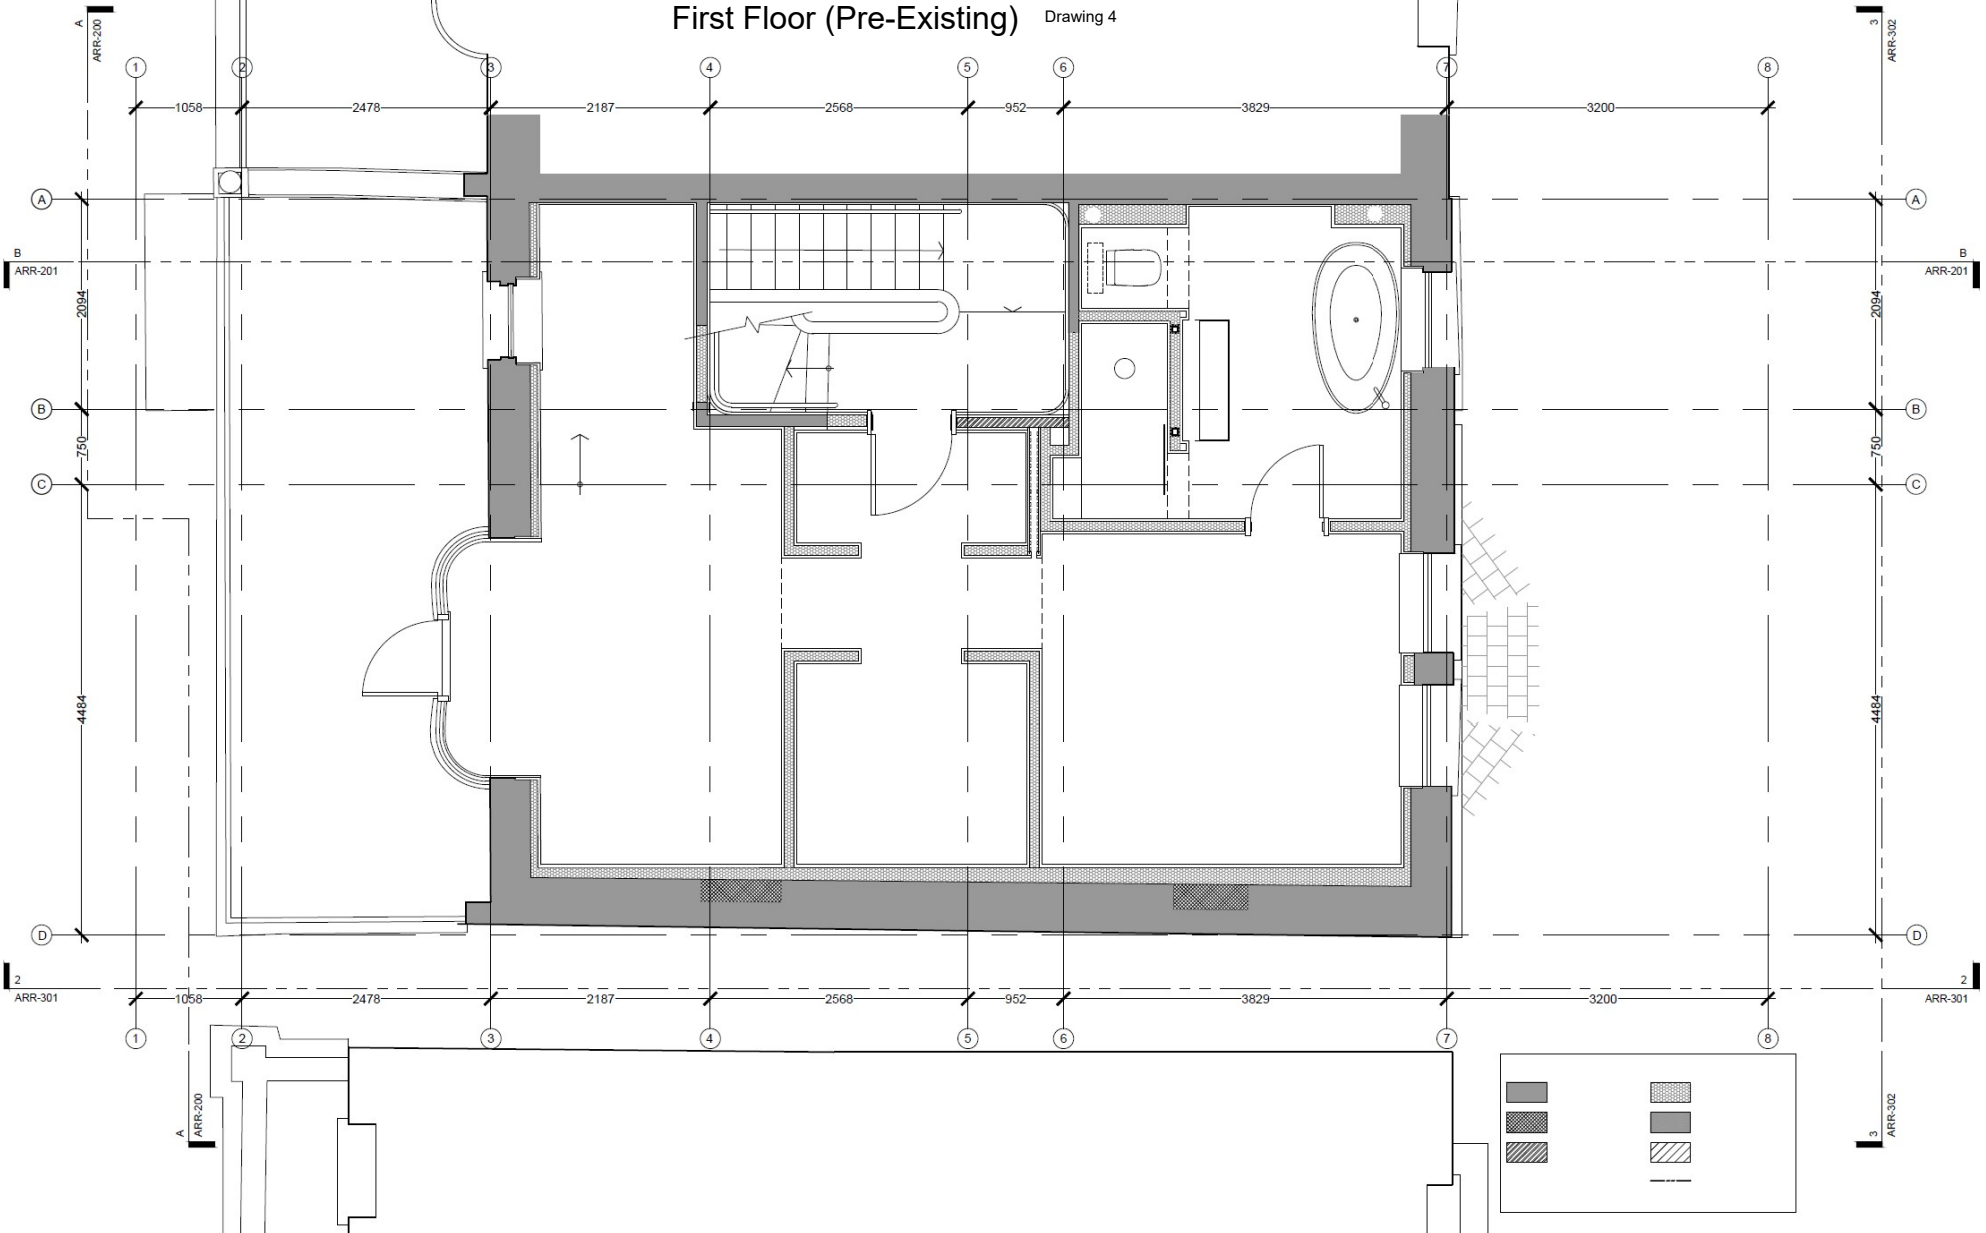 First Floor (Pre-Existing) Drawing 4
A ARR-200
3 ARR-302
1 2 3 4 5 6 7 8
1058 2478 2187 2568 952 3829 3200
A A
B B
ARR-201 ARR-201
2094 2094
B B
750 750
C C
4484 4484
D D
2 2
ARR-301 ARR-301
1058 2478 2187 2568 952 3829 3200
1 2 3 4 5 6 7 8
A ARR-200
3 ARR-302